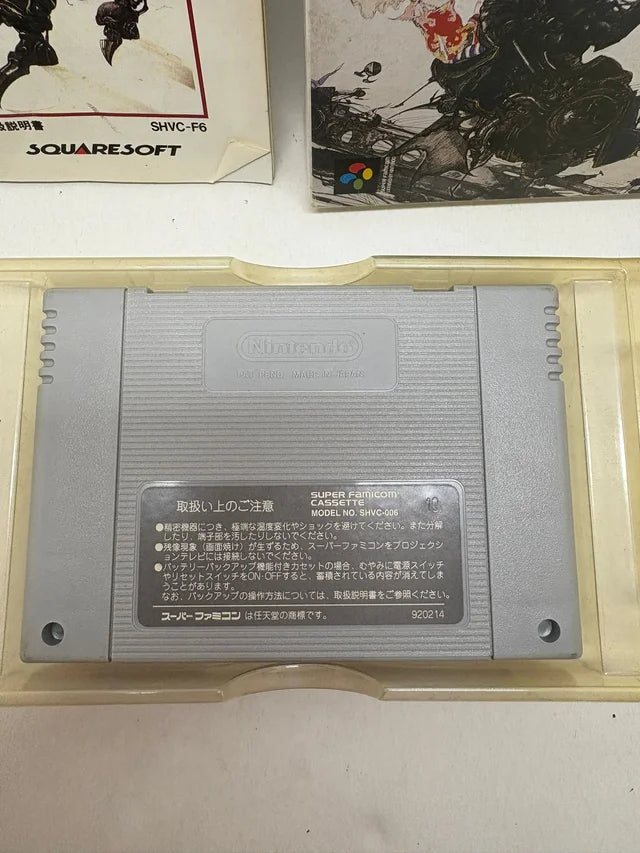 扱説明書
SHVC-F6
SQUARESOFT
Nintendo
PAT. PEND. MADE IN JAPAN
取扱い上のご注意
SUPER Famicom
CASSETTE
MODEL NO. SHVC-006
10
●精密機器につき、極端な温度変化やショックを避けてください。また分解
したり、端子部を汚したりしないでください。
●残像現象（画面焼け）が生ずるため、スーパーファミコンをプロジェクシ
ョンテレビには接続しないでください。
●バッテリーバックアップ機能付きカセットの場合、むやみに電源スイッチ
やリセットスイッチをON・OFFすると、蓄積されている内容が消えてしま
うことがあります。
なお、バックアップの操作方法については、取扱説明書をご参照ください。
スーパーファミコン は任天堂の商標です。
920214